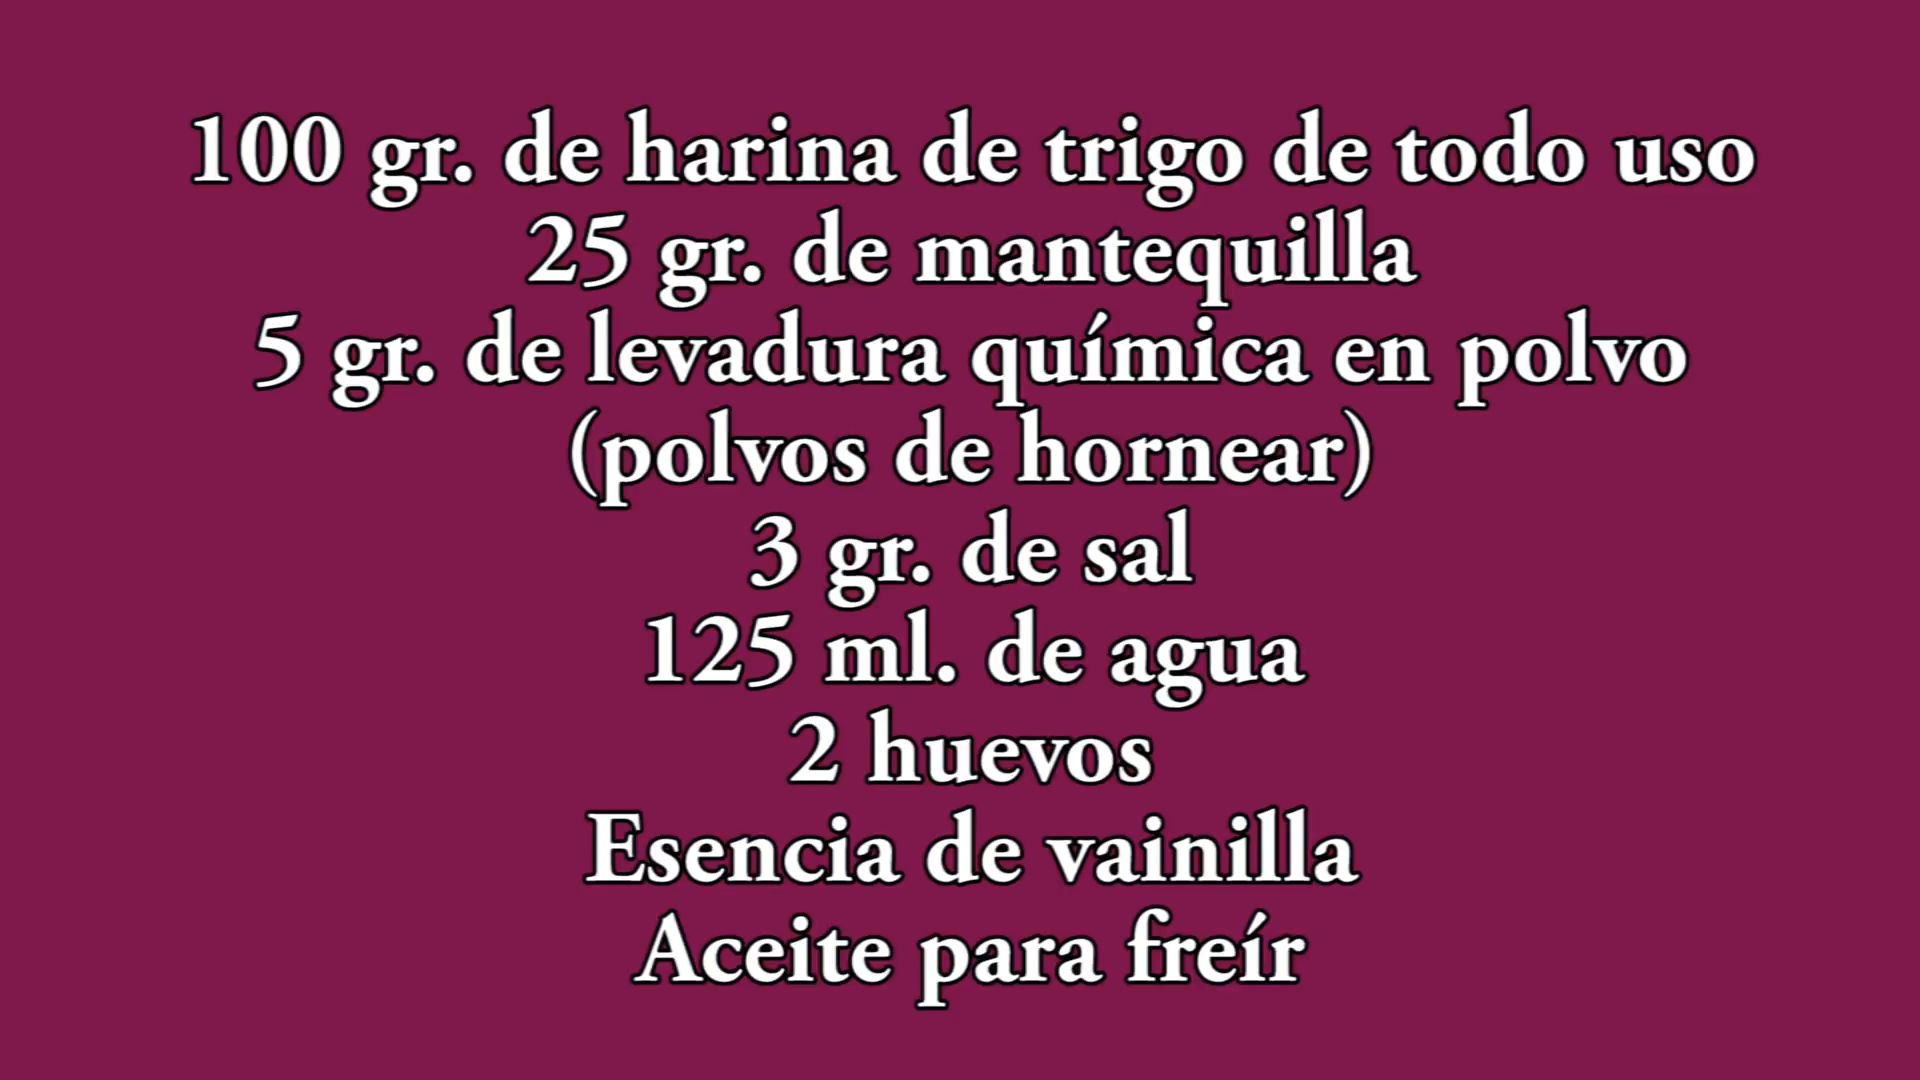 100 gr. de harina de trigo de todo uso
25 gr. de mantequilla
5 gr. de levadura química en polvo
(polvos de hornear)
3 gr. de sal
125 ml. de agua
2 huevos
Esencia de vainilla
Aceite para freír